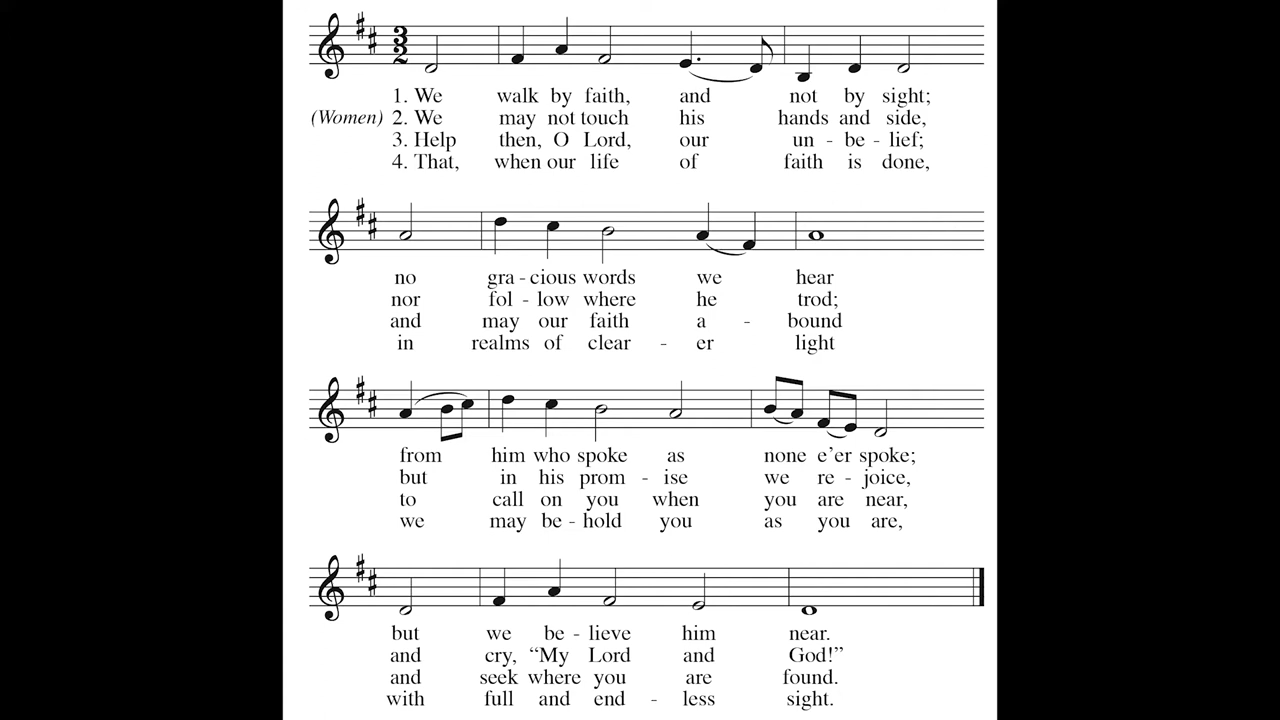 3
2
1. We walk by faith, and not by sight;
(Women) 2. We may not touch his hands and side,
3. Help then, O Lord, our un - be - lief;
4. That, when our life of faith is done,
no gra - cious words we hear
nor fol - low where he trod;
and may our faith a - bound
in realms of clear - er light
from him who spoke as none e'er spoke;
but in his prom - ise we re - joice,
to call on you when you are near,
we may be - hold you as you are,
but we be - lieve him near.
and cry, “My Lord and God!”
and seek where you are found.
with full and end - less sight.